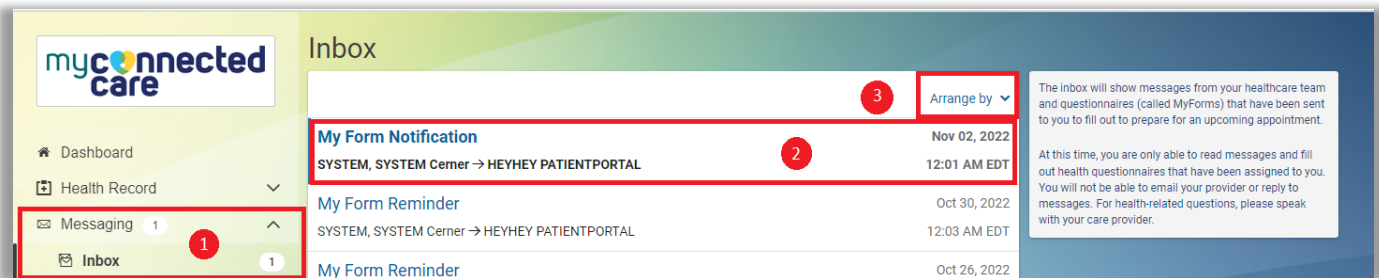 myconnected
care
Dashboard
Health Record
Messaging 1
1
Inbox 1
Inbox
3
Arrange by
My Form Notification Nov 02, 2022
2
SYSTEM, SYSTEM Cerner → HEYHEY PATIENTPORTAL 12:01 AM EDT
My Form Reminder Oct 30, 2022
SYSTEM, SYSTEM Cerner → HEYHEY PATIENTPORTAL 12:03 AM EDT
My Form Reminder Oct 26, 2022
The inbox will show messages from your healthcare team
and questionnaires (called MyForms) that have been sent
to you to fill out to prepare for an upcoming appointment.
At this time, you are only able to read messages and fill
out health questionnaires that have been assigned to you.
You will not be able to email your provider or reply to
messages. For health-related questions, please speak
with your care provider.